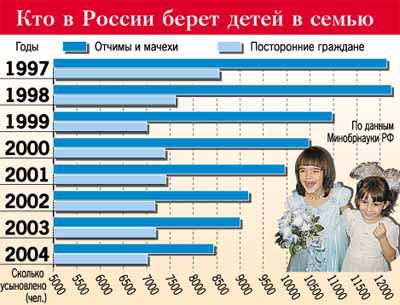 Кто в России берет детей в семью
Годы
Отчимы и мачехи
Посторонние граждане
1997
1998
1999
2000
2001
2002
2003
2004
По данным
Минобрнауки РФ
Сколько
усыновлено
(чел.)
5000
5500
6000
6500
7000
7500
8000
8500
9000
9500
10000
10500
11000
11500
12000